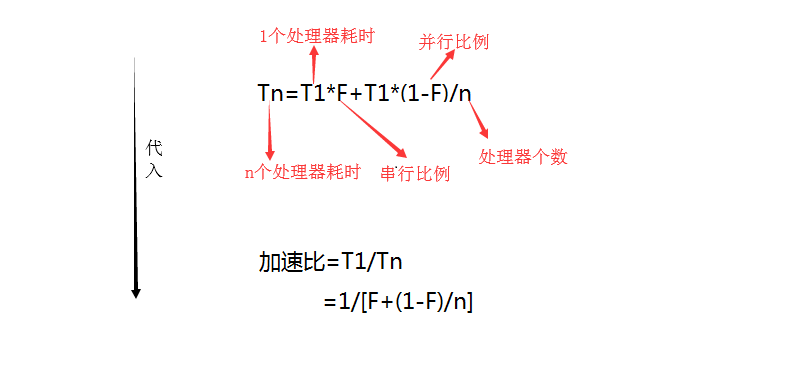 1个处理器耗时
并行比例
Tn=T1*F+T1*(1-F)/n
代入
处理器个数
n个处理器耗时
串行比例
加速比=T1/Tn
=1/[F+(1-F)/n]